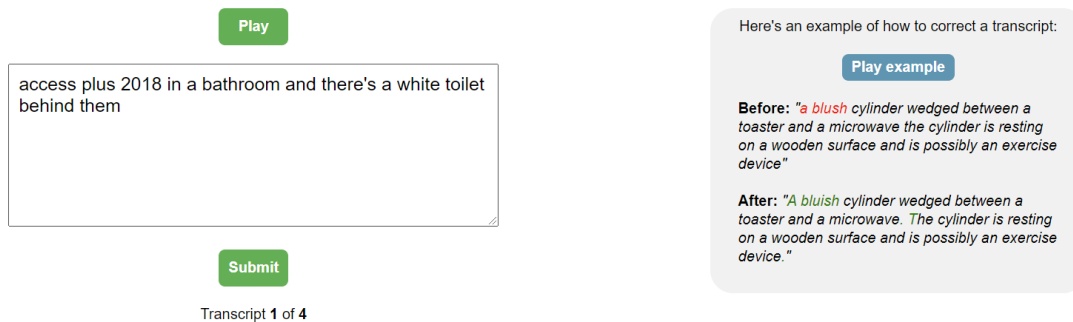 Play
access plus 2018 in a bathroom and there's a white toilet
behind them
Submit
Transcript 1 of 4
Here's an example of how to correct a transcript:
Play example
Before: "a blush cylinder wedged between a
toaster and a microwave the cylinder is resting
on a wooden surface and is possibly an exercise
device"
After: "A bluish cylinder wedged between a
toaster and a microwave. The cylinder is resting
on a wooden surface and is possibly an exercise
device."